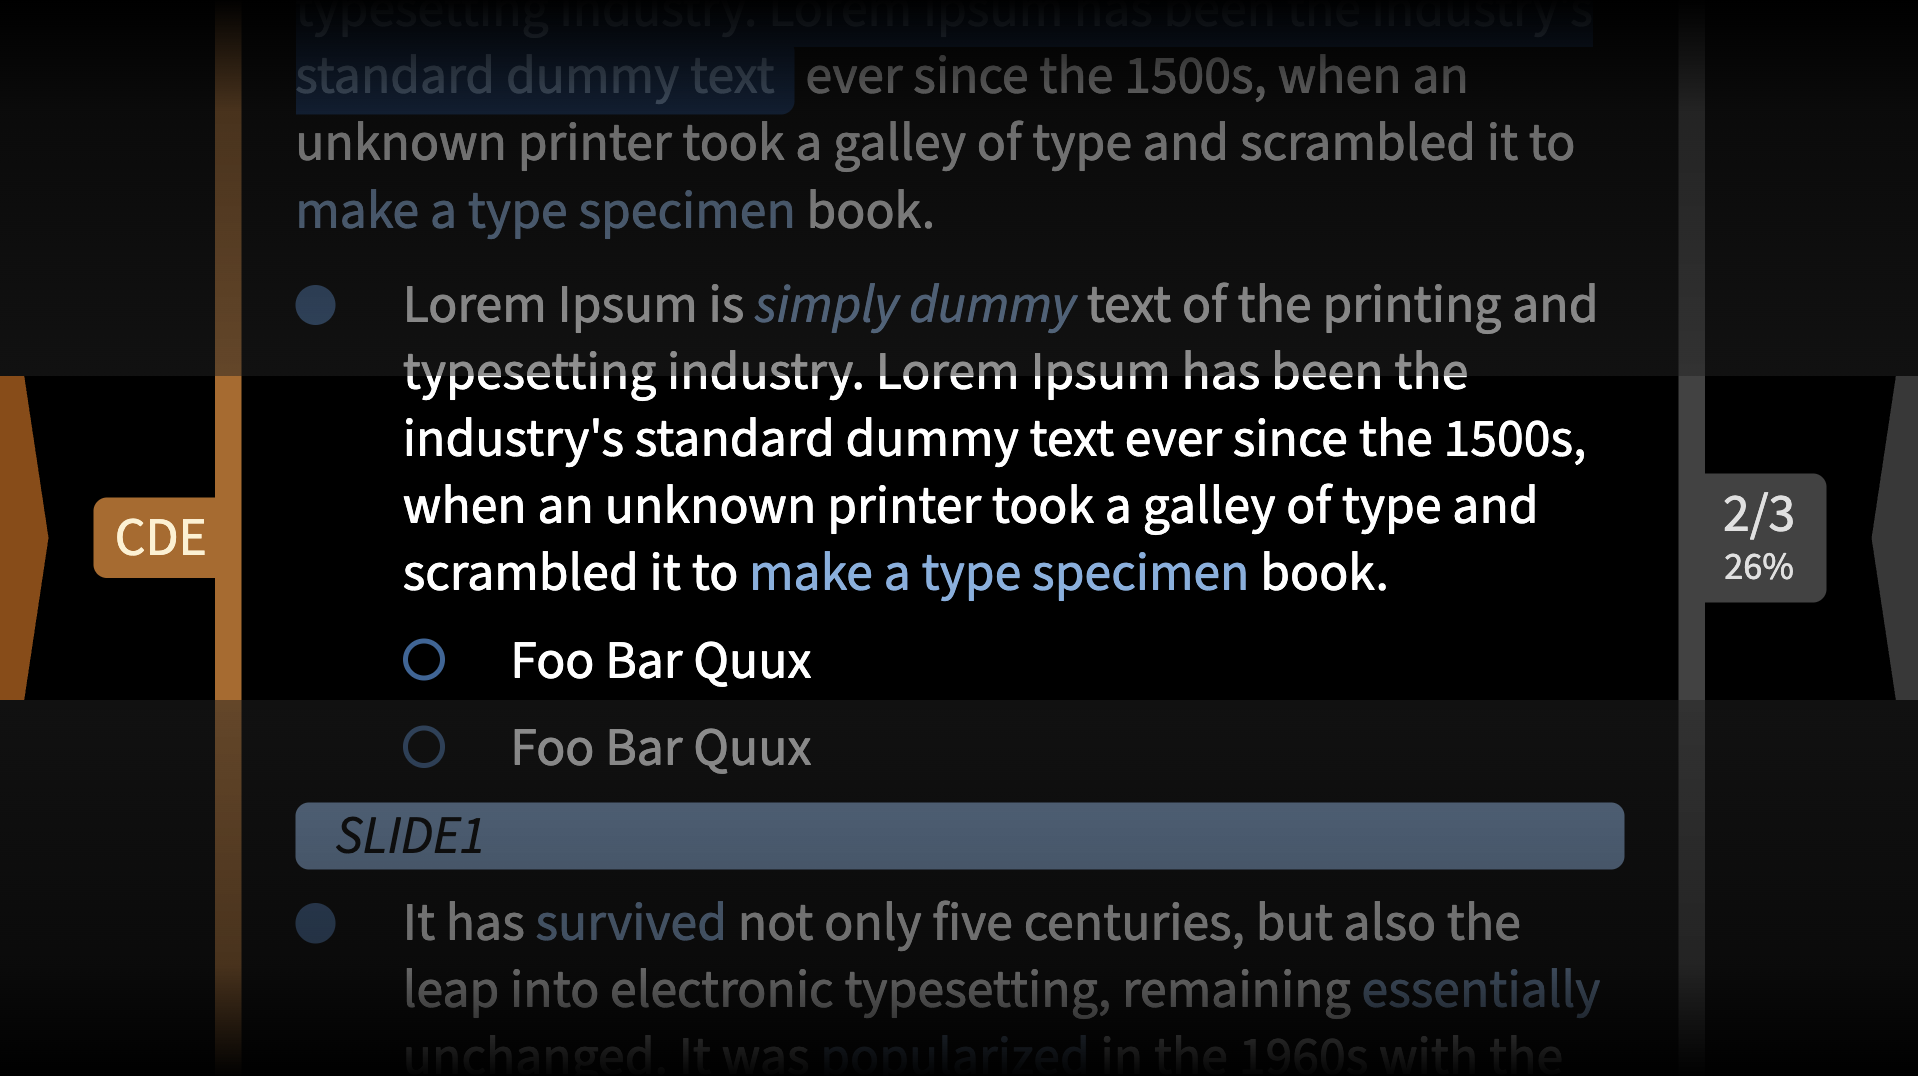 typesetting industry. Lorem Ipsum has been the industry's
standard dummy text ever since the 1500s, when an
unknown printer took a galley of type and scrambled it to
make a type specimen book.
Lorem Ipsum is simply dummy text of the printing and
typesetting industry. Lorem Ipsum has been the
industry's standard dummy text ever since the 1500s,
when an unknown printer took a galley of type and
scrambled it to make a type specimen book.
CDE
2/3
26%
Foo Bar Quux
Foo Bar Quux
SLIDE1
It has survived not only five centuries, but also the
leap into electronic typesetting, remaining essentially
unchanged. It was popularized in the 1960s with the